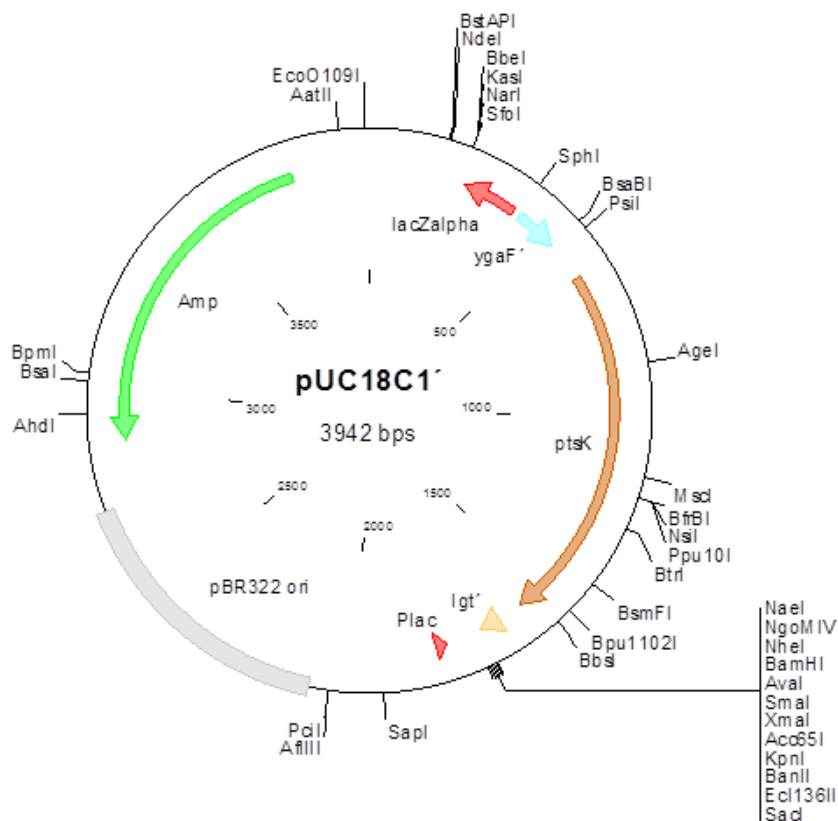 BstAPI
NdeI
BbeI
KasI
NarI
SfoI
EcoO109I
AatII
SphI
BsaBI
PsiI
lacZalpha
ygaF´
Amp
3500
500
BpmI
BsaI
AhdI
AgeI
pUC18C1´
3000
1000
3942 bps
ptsK
2500
1500
2000
MscI
BfrBI
NsiI
Ppu10I
BtrI
pBR322 ori
lgt´
Plac
BsmFI
Bpu1102I
BbsI
PciI
AflIII
SapI
NaeI
NgoMIV
NheI
BamHI
AvaI
SmaI
XmaI
Acc65I
KpnI
BanII
Ecl136II
SacI